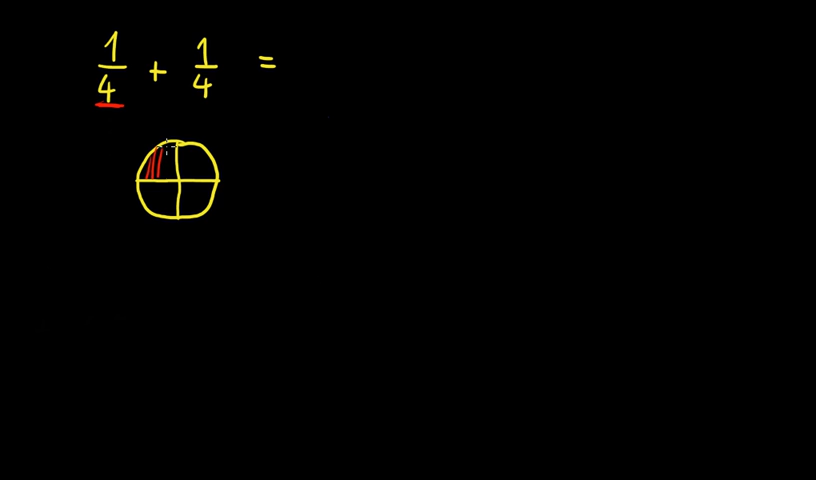 1/4 + 1/4 =